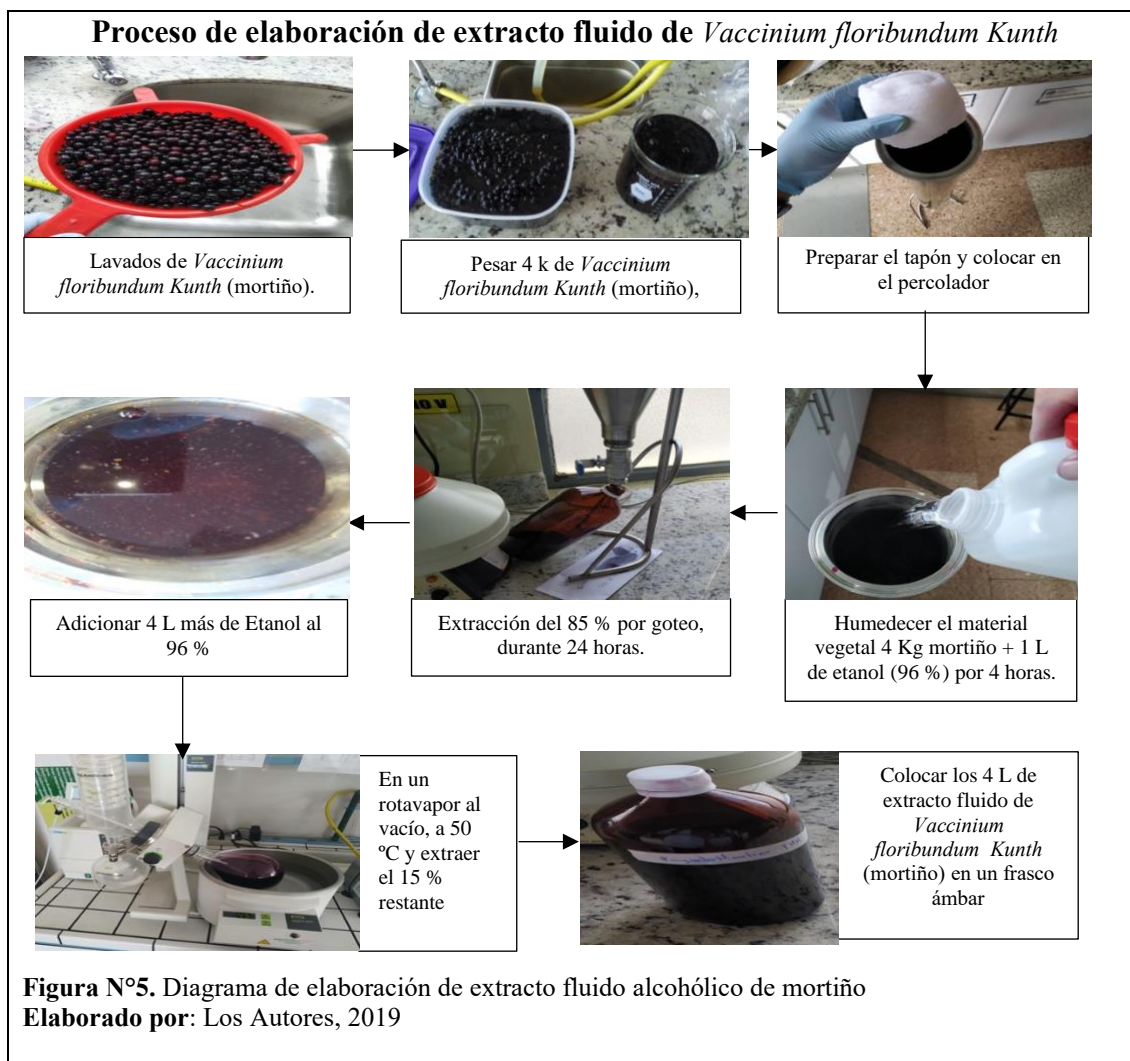 Proceso de elaboración de extracto fluido de Vaccinium floribundum Kunth
Lavados de Vaccinium
floribundum Kunth (mortiño).
Pesar 4 k de Vaccinium
floribundum Kunth (mortiño),
Preparar el tapón y colocar en
el percolador
Humedecer el material
vegetal 4 Kg mortiño + 1 L
de etanol (96 %) por 4 horas.
Extracción del 85 % por goteo,
durante 24 horas.
Adicionar 4 L más de Etanol al
96 %
En un
rotavapor al
vacío, a 50
ºC y extraer
el 15 %
restante
Colocar los 4 L de
extracto fluido de
Vaccinium
floribundum Kunth
(mortiño) en un frasco
ámbar
Figura N°5. Diagrama de elaboración de extracto fluido alcohólico de mortiño
Elaborado por: Los Autores, 2019